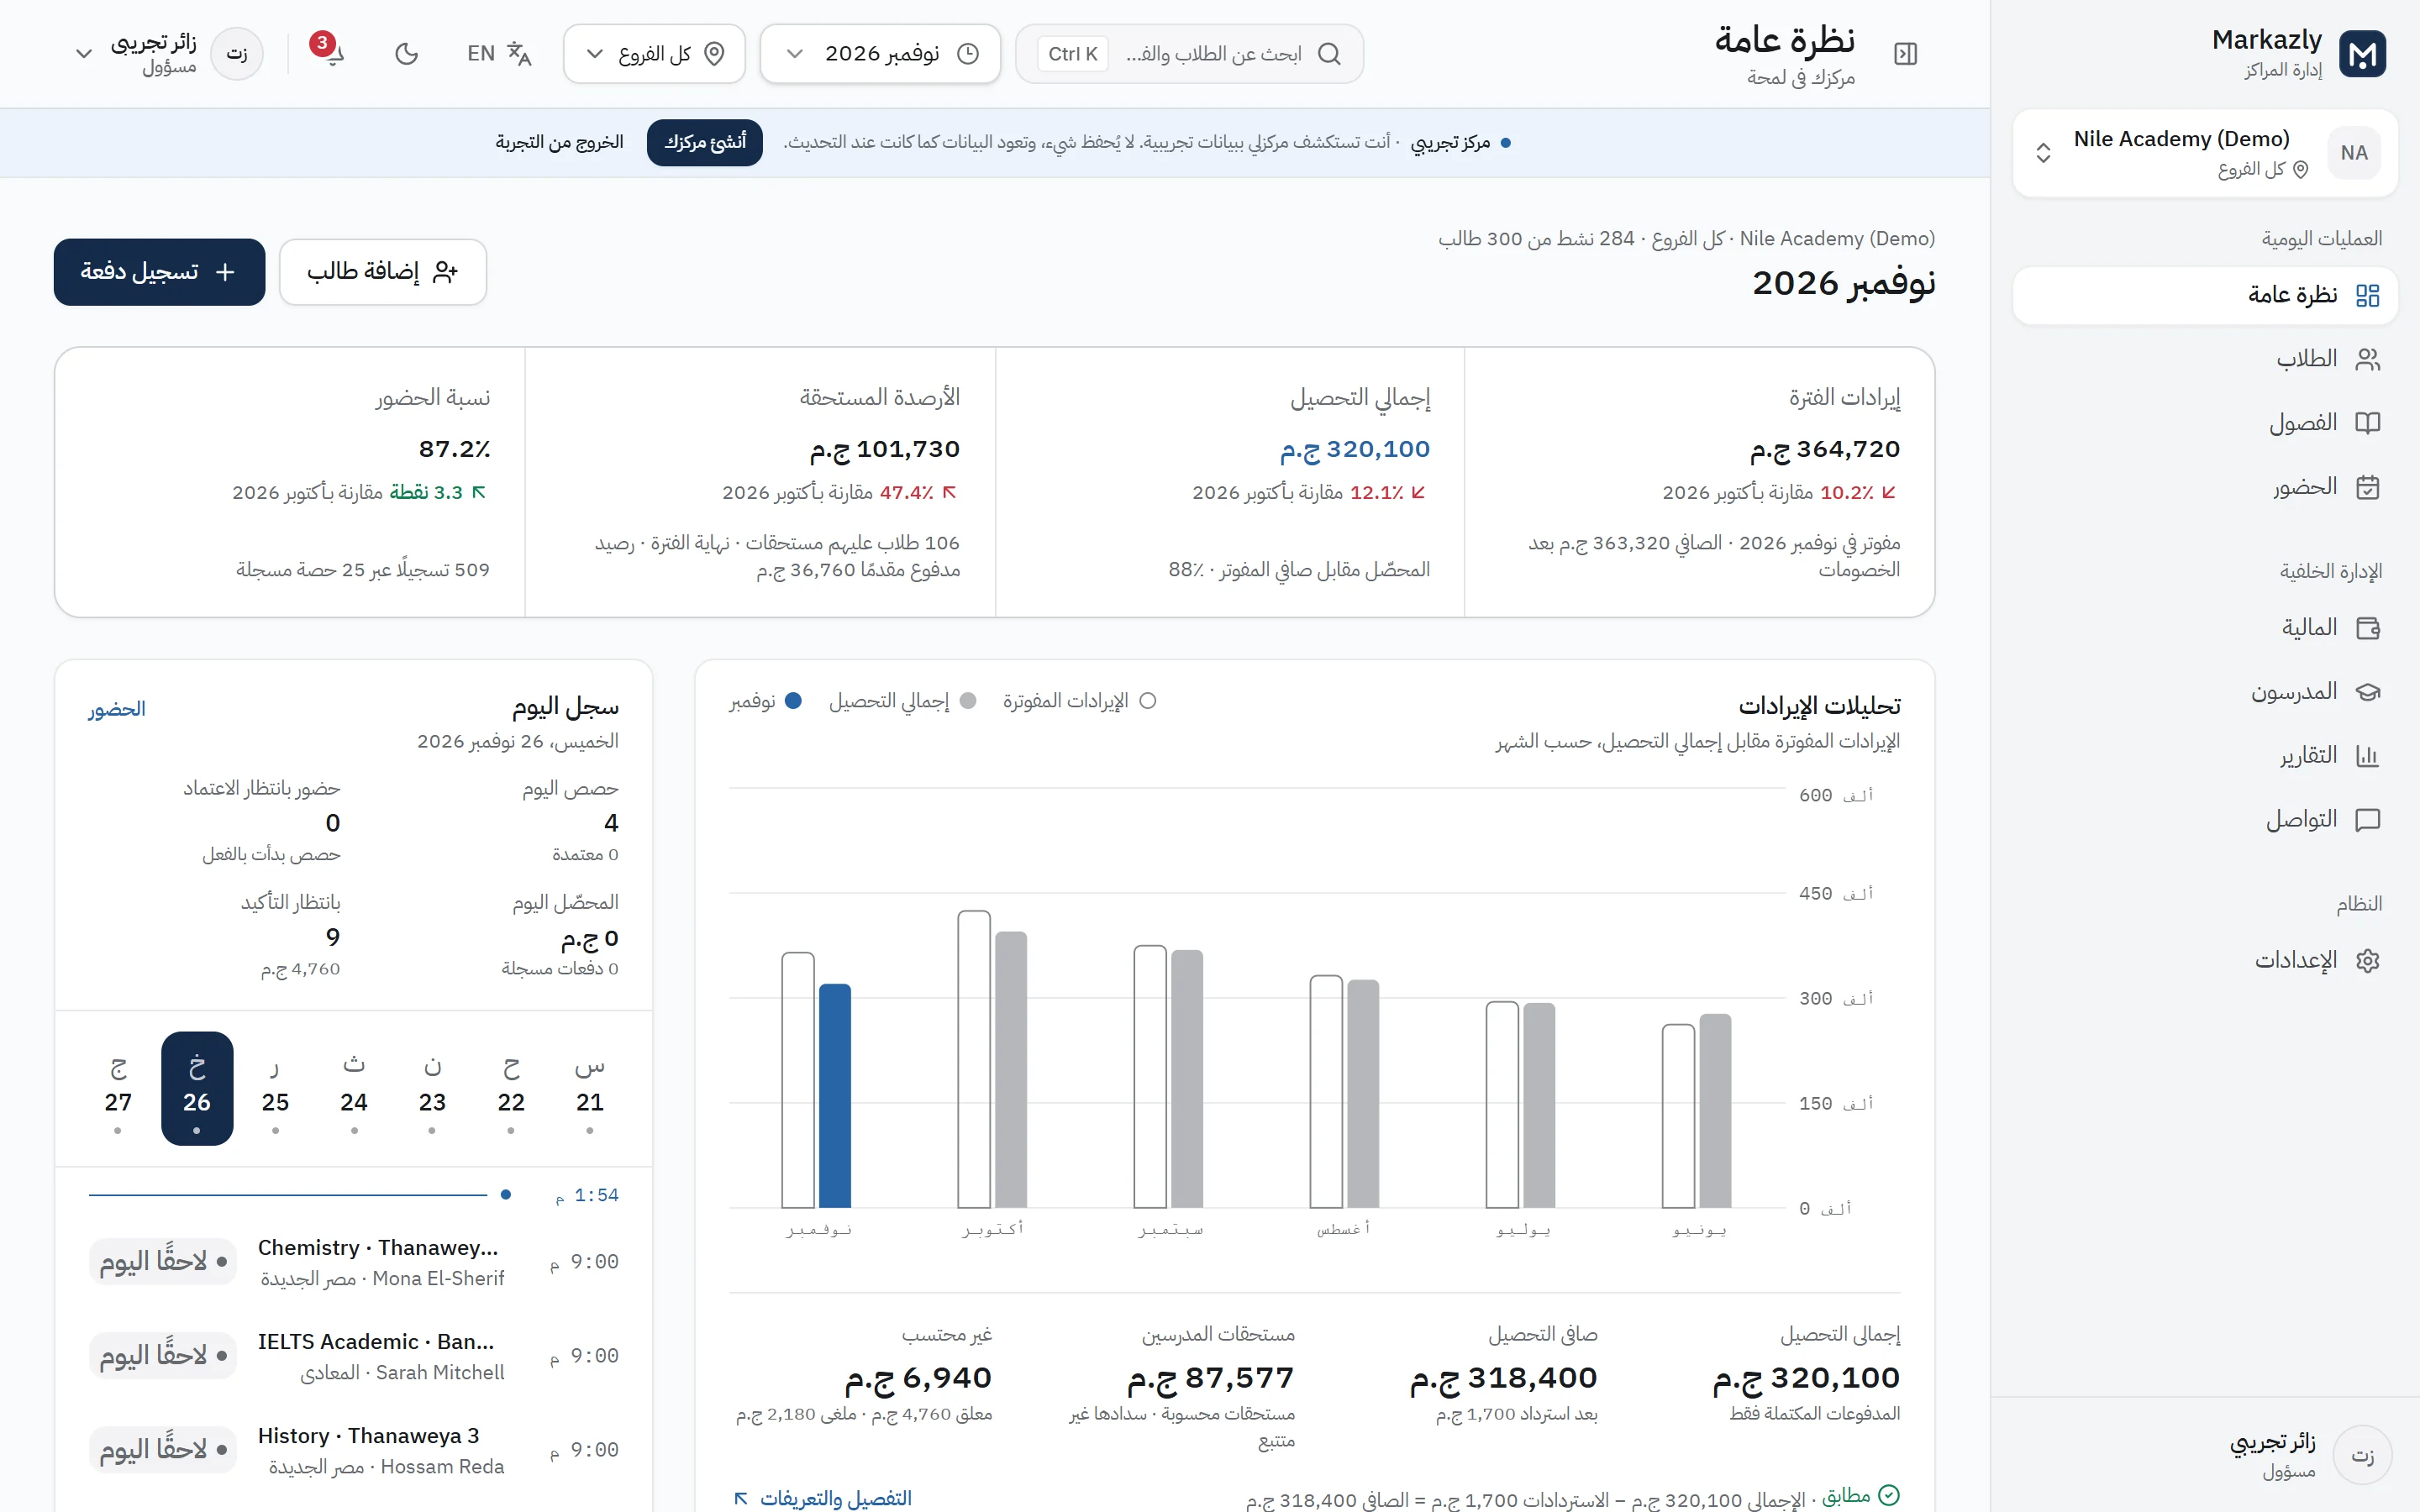 Markazly
إدارة المراكز
NA
Nile Academy (Demo)
كل الفروع
العمليات اليومية
نظرة عامة
الطلاب
الفصول
الحضور
الإدارة الخلفية
المالية
المدرسون
التقارير
التواصل
النظام
الإعدادات
زت
زائر تجريبي
مسؤول
نظرة عامة
مركزك في لمحة
ابحث عن الطلاب والفـ...
Ctrl K
نوفمبر 2026
كل الفروع
EN
3
زت
زائر تجريبي
مسؤول
مركز تجريبي · أنت تستكشف مركزلي ببيانات تجريبية. لا يُحفظ شيء، وتعود البيانات كما كانت عند التحديث.
أنشئ مركزك
الخروج من التجربة
Nile Academy (Demo) · كل الفروع · 284 نشط من 300 طالب
نوفمبر 2026
إضافة طالب
تسجيل دفعة
إيرادات الفترة
364,720 ج.م
10.2٪ مقارنة بـأكتوبر 2026
مفوتر في نوفمبر 2026 · الصافي 363,320 ج.م بعد
الخصومات
إجمالي التحصيل
320,100 ج.م
12.1٪ مقارنة بـأكتوبر 2026
المحصّل مقابل صافي المفوتر · 88٪
الأرصدة المستحقة
101,730 ج.م
47.4٪ مقارنة بـأكتوبر 2026
106 طلاب عليهم مستحقات · نهاية الفترة · رصيد
مدفوع مقدمًا 36,760 ج.م
نسبة الحضور
87.2٪
3.3 نقطة مقارنة بـأكتوبر 2026
509 تسجيلًا عبر 25 حصة مسجلة
تحليلات الإيرادات
الإيرادات المفوترة مقابل إجمالي التحصيل، حسب الشهر
الإيرادات المفوترة
إجمالي التحصيل
نوفمبر
600 ألف
450 ألف
300 ألف
150 ألف
0 ألف
يونيو
يوليو
أغسطس
سبتمبر
أكتوبر
نوفمبر
إجمالي التحصيل
320,100 ج.م
المدفوعات المكتملة فقط
صافي التحصيل
318,400 ج.م
بعد استرداد 1,700 ج.م
مستحقات المدرسين
87,577 ج.م
مستحقات محسوبة · سدادها غير
متتبع
غير محتسب
6,940 ج.م
معلق 4,760 ج.م · ملغى 2,180 ج.م
مطابق · الإجمالي 320,100 ج.م − الاستردادات 1,700 ج.م = الصافي 318,400 ج.م
التفصيل والتعريفات
سجل اليوم
الحضور
الخميس، 26 نوفمبر 2026
حصص اليوم
4
0 معتمدة
حضور بانتظار الاعتماد
0
حصص بدأت بالفعل
المحصّل اليوم
0 ج.م
0 دفعات مسجلة
بانتظار التأكيد
9
4,760 ج.م
س 21
ح 22
ن 23
ث 24
ر 25
خ 26
ج 27
1:54 م
9:00 م
Chemistry · Thanawey...
Mona El-Sherif · مصر الجديدة
لاحقًا اليوم
9:00 م
IELTS Academic · Ban...
Sarah Mitchell · المعادي
لاحقًا اليوم
9:00 م
History · Thanaweya 3
Hossam Reda · مصر الجديدة
لاحقًا اليوم